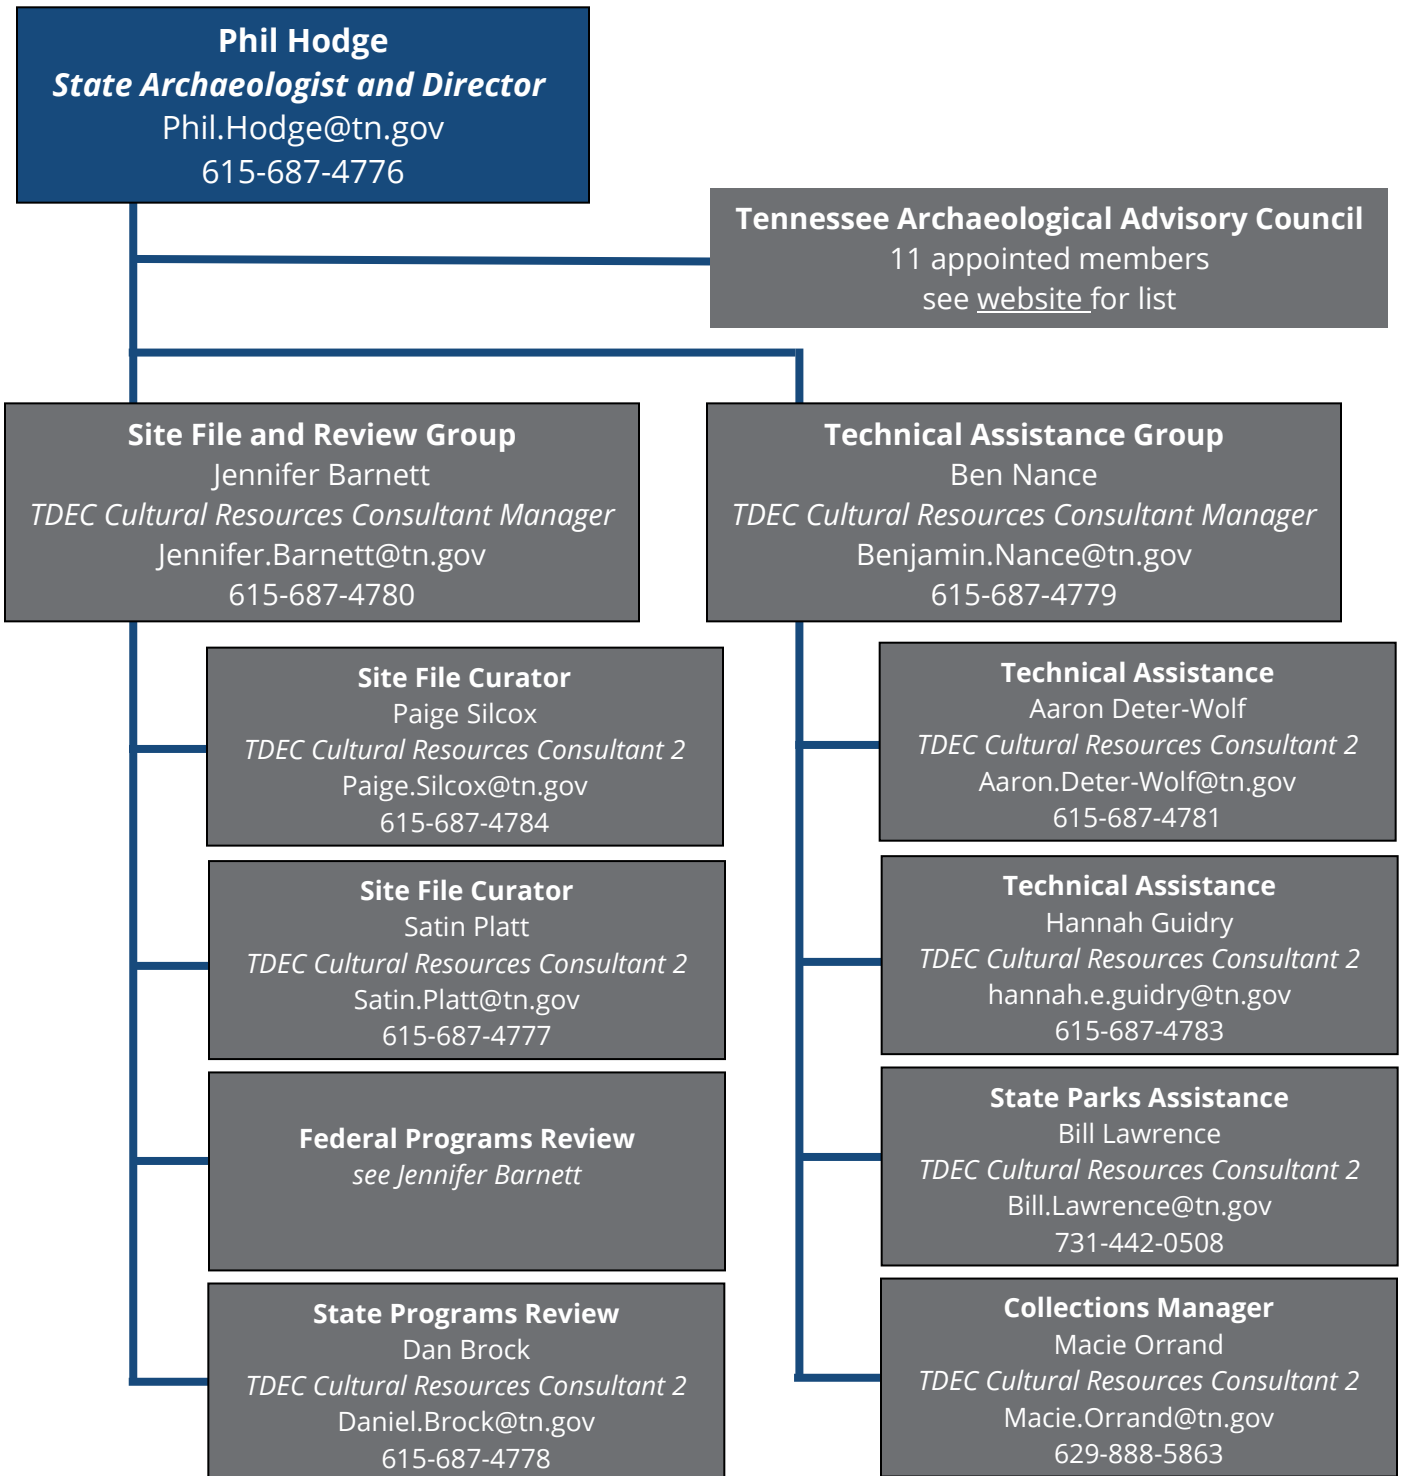 Phil Hodge
State Archaeologist and Director
Phil.Hodge@tn.gov
615-687-4776
Tennessee Archaeological Advisory Council
11 appointed members
see website for list
Site File and Review Group
Jennifer Barnett
TDEC Cultural Resources Consultant Manager
Jennifer.Barnett@tn.gov
615-687-4780
Site File Curator
Paige Silcox
TDEC Cultural Resources Consultant 2
Paige.Silcox@tn.gov
615-687-4784
Site File Curator
Satin Platt
TDEC Cultural Resources Consultant 2
Satin.Platt@tn.gov
615-687-4777
Federal Programs Review
see Jennifer Barnett
State Programs Review
Dan Brock
TDEC Cultural Resources Consultant 2
Daniel.Brock@tn.gov
615-687-4778
Technical Assistance Group
Ben Nance
TDEC Cultural Resources Consultant Manager
Benjamin.Nance@tn.gov
615-687-4779
Technical Assistance
Aaron Deter-Wolf
TDEC Cultural Resources Consultant 2
Aaron.Deter-Wolf@tn.gov
615-687-4781
Technical Assistance
Hannah Guidry
TDEC Cultural Resources Consultant 2
hannah.e.guidry@tn.gov
615-687-4783
State Parks Assistance
Bill Lawrence
TDEC Cultural Resources Consultant 2
Bill.Lawrence@tn.gov
731-442-0508
Collections Manager
Macie Orrand
TDEC Cultural Resources Consultant 2
Macie.Orrand@tn.gov
629-888-5863